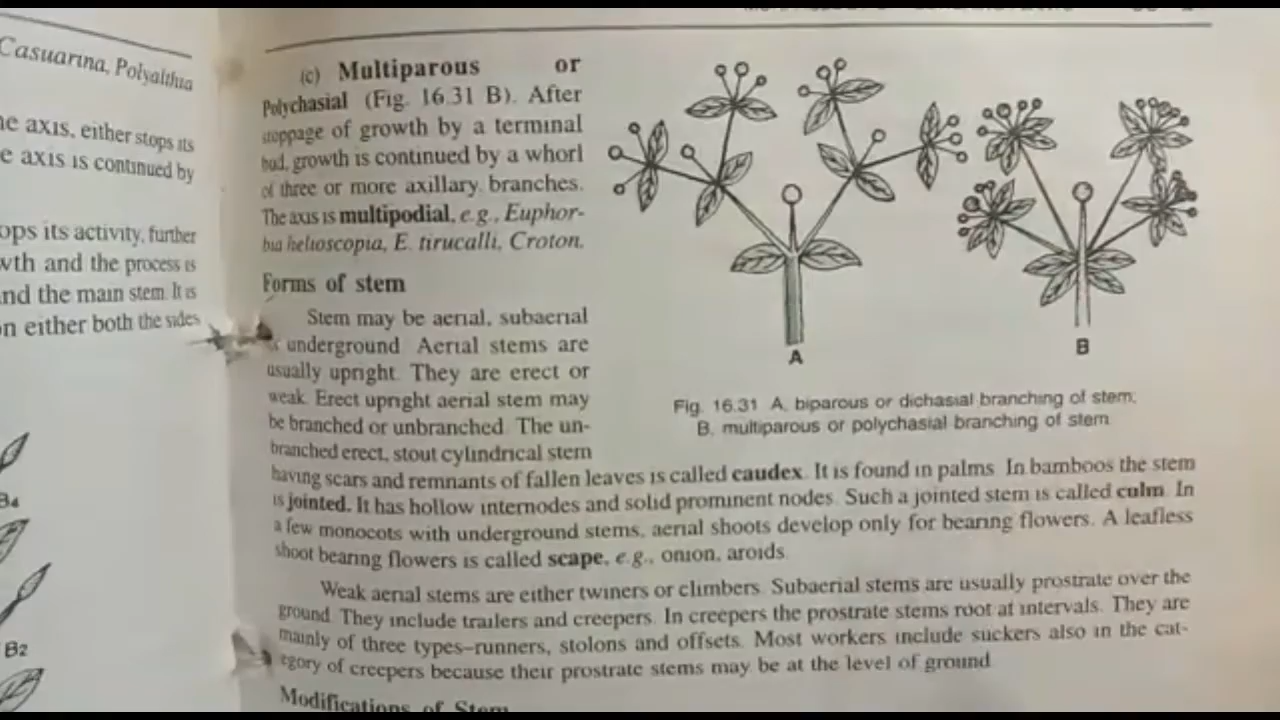 Casuarina, Polyalthia
ne axis, either stops its
e axis is continued by
ops its activity, further
wth and the process is
and the main stem. It is
on either both the sides
B4
B2
(c) Multiparous or
Polychasial (Fig. 16.31 B). After
stoppage of growth by a terminal
bud, growth is continued by a whorl
of three or more axillary branches.
The axis is multipodial, e.g., Euphor-
bia helioscopia, E. tirucalli, Croton.
Forms of stem
Stem may be aerial, subaerial
underground Aerial stems are
usually upright. They are erect or
weak. Erect upright aerial stem may
be branched or unbranched. The un-
branched erect, stout cylindrical stem
having scars and remnants of fallen leaves is called caudex. It is found in palms. In bamboos the stem
is jointed. It has hollow internodes and solid prominent nodes. Such a jointed stem is called culm. In
a few monocots with underground stems, aerial shoots develop only for bearing flowers. A leafless
shoot bearing flowers is called scape, e.g., onion, aroids.
Weak aerial stems are either twiners or climbers. Subaerial stems are usually prostrate over the
ground. They include trailers and creepers. In creepers the prostrate stems root at intervals. They are
mainly of three types–runners, stolons and offsets. Most workers include suckers also in the cat-
egory of creepers because their prostrate stems may be at the level of ground.
Modifications of Stem
A
B
Fig. 16.31 A, biparous or dichasial branching of stem;
B, multiparous or polychasial branching of stem